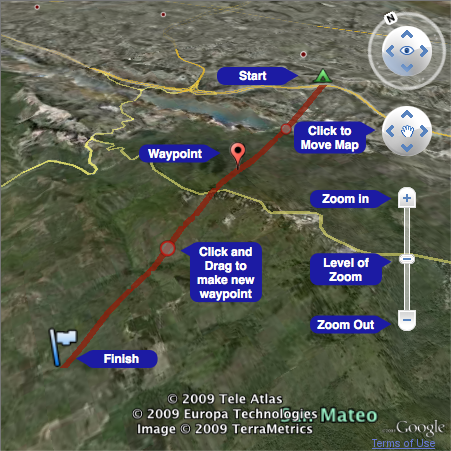 N
Start
Click to
Move Map
Waypoint
Zoom in
Click and
Drag to
make new
waypoint
Level of
Zoom
Zoom Out
Finish
© 2009 Tele Atlas
© 2009 Europa Technologies
Mateo
Image © 2009 TerraMetrics
Google
Terms of Use